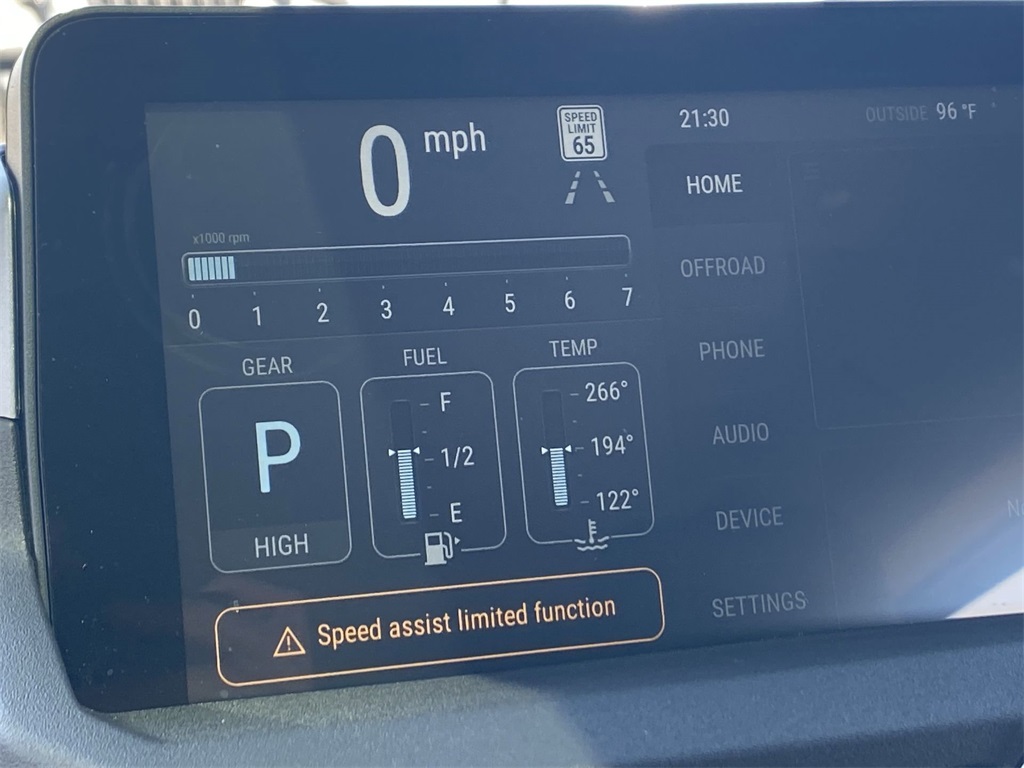 0 mph
SPEED
LIMIT
65
21:30
OUTSIDE 96 °F
HOME
OFFROAD
PHONE
AUDIO
DEVICE
SETTINGS
x1000 rpm
0 1 2 3 4 5 6 7
GEAR
P
HIGH
FUEL
F
1/2
E
TEMP
266°
194°
122°
Speed assist limited function